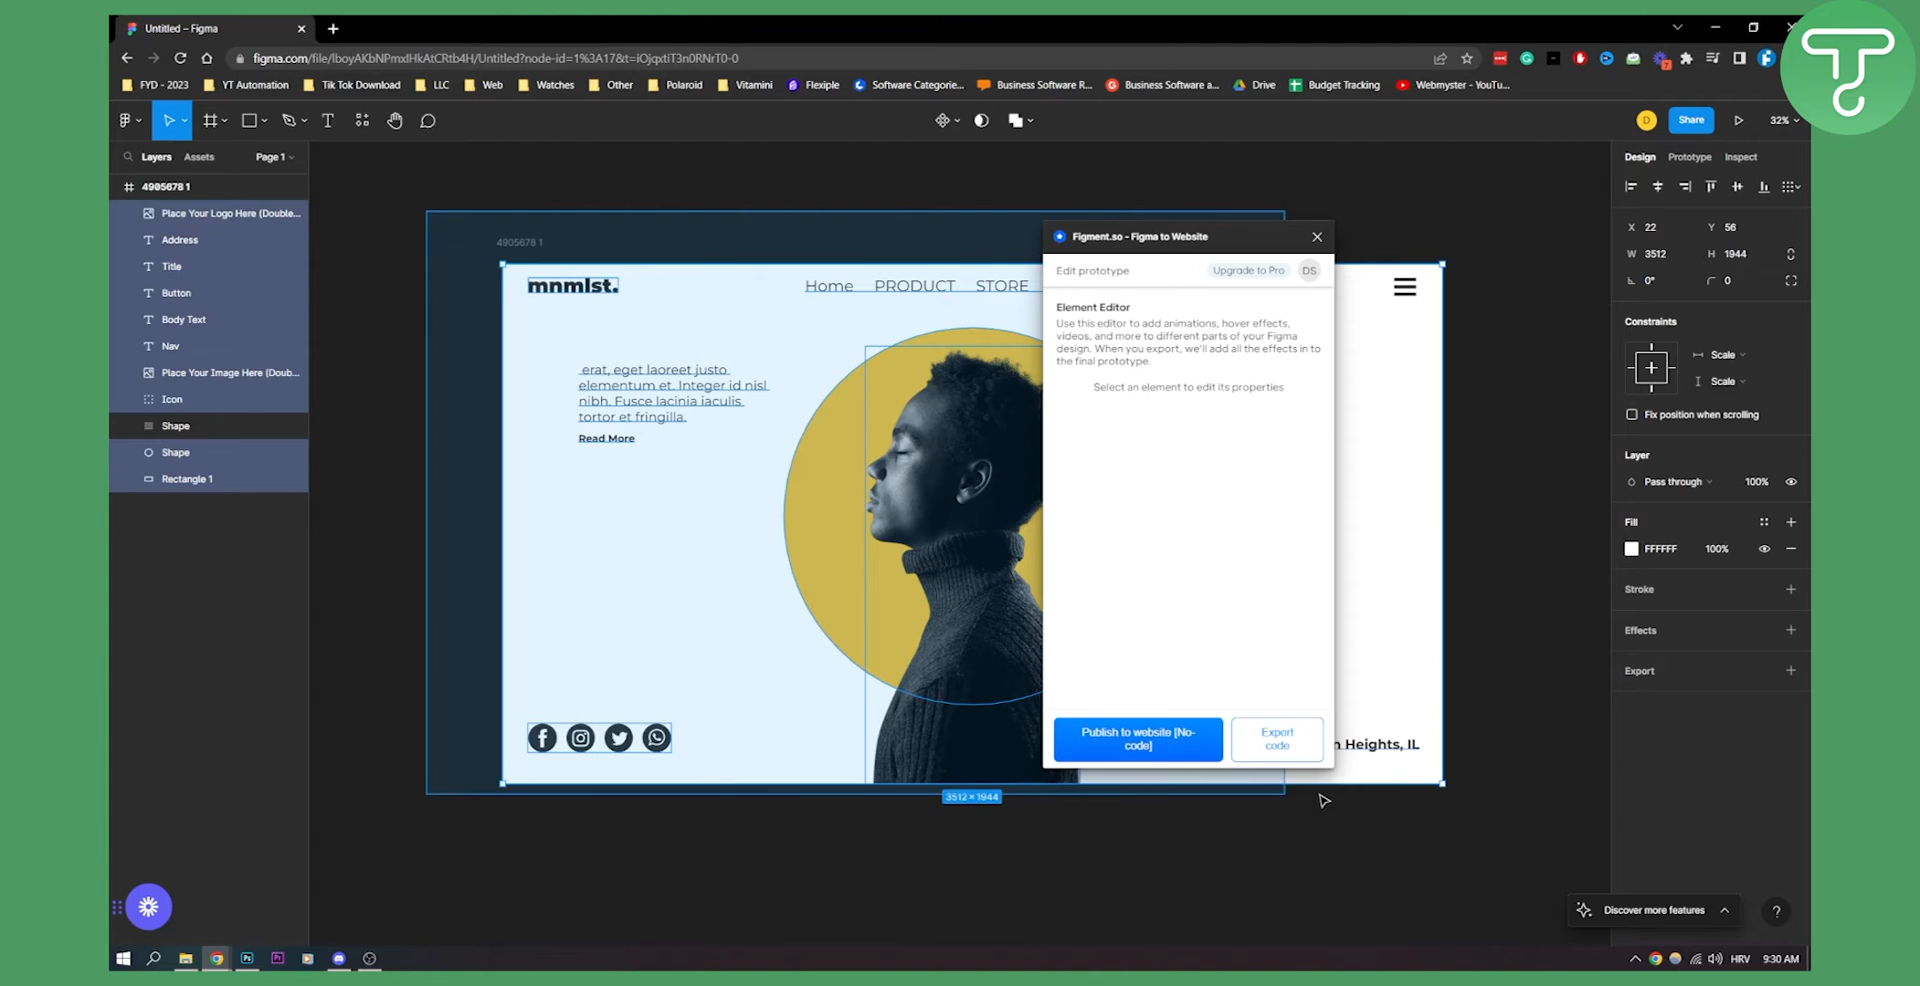 Untitled – Figma
figma.com/file/lboyAKbNPmxlHkAtCRtb4H/Untitled?node-id=1%3A17&t=iOjqxtiT3n0RNrT0-0
FYD - 2023 YT Automation Tik Tok Download LLC Web Watches Other Polaroid Vitamini Flexiple Software Categorie... Business Software R... Business Software a... Drive Budget Tracking Webmyster - YouTu...
D Share 32%
Layers Assets Page 1
Design Prototype Inspect
4905678 1
Place Your Logo Here (Double...
Address
Title
Button
Body Text
Nav
Place Your Image Here (Doub...
Icon
Shape
Shape
Rectangle 1
4905678 1
mnmlst.
Home PRODUCT STORE
erat, eget laoreet justo
elementum et. Integer id nisl
nibh. Fusce lacinia iaculis
tortor et fringilla.
Read More
Figment.so - Figma to Website
Edit prototype Upgrade to Pro DS
Element Editor
Use this editor to add animations, hover effects,
videos, and more to different parts of your Figma
design. When you export, we'll add all the effects in to
the final prototype.
Select an element to edit its properties
Publish to website [No-
code]
Export
code
n Heights, IL
3512 × 1944
X 22 Y 56
W 3512 H 1944
0° 0
Constraints
Scale
Scale
Fix position when scrolling
Layer
Pass through 100%
Fill
FFFFFF 100%
Stroke
Effects
Export
Discover more features
?
HRV 9:30 AM